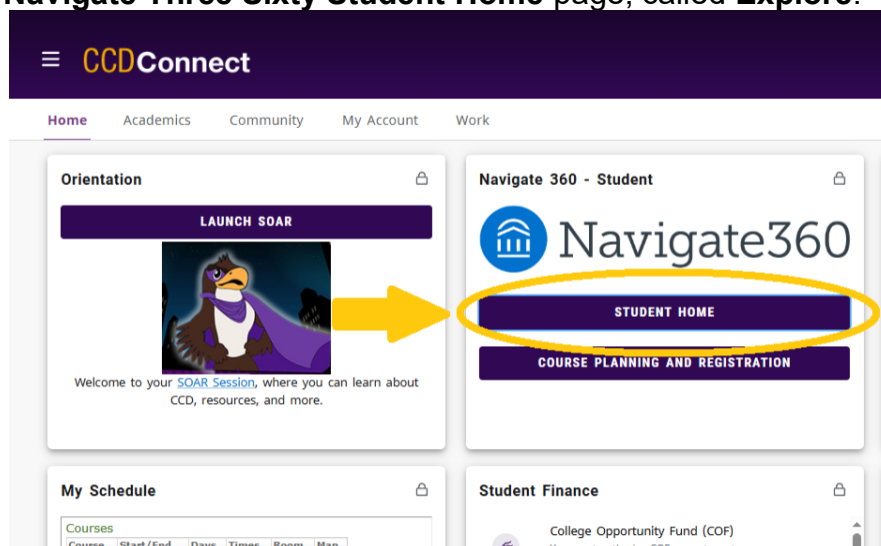 Navigate Three Sixty Student Home page, called Explore.
CCDConnect
Home Academics Community My Account Work
Orientation
LAUNCH SOAR
Welcome to your SOAR Session, where you can learn about
CCD, resources, and more.
Navigate 360 - Student
Navigate360
STUDENT HOME
COURSE PLANNING AND REGISTRATION
My Schedule
Courses
Course Start/End Days Times Room Map
Student Finance
College Opportunity Fund (COF)